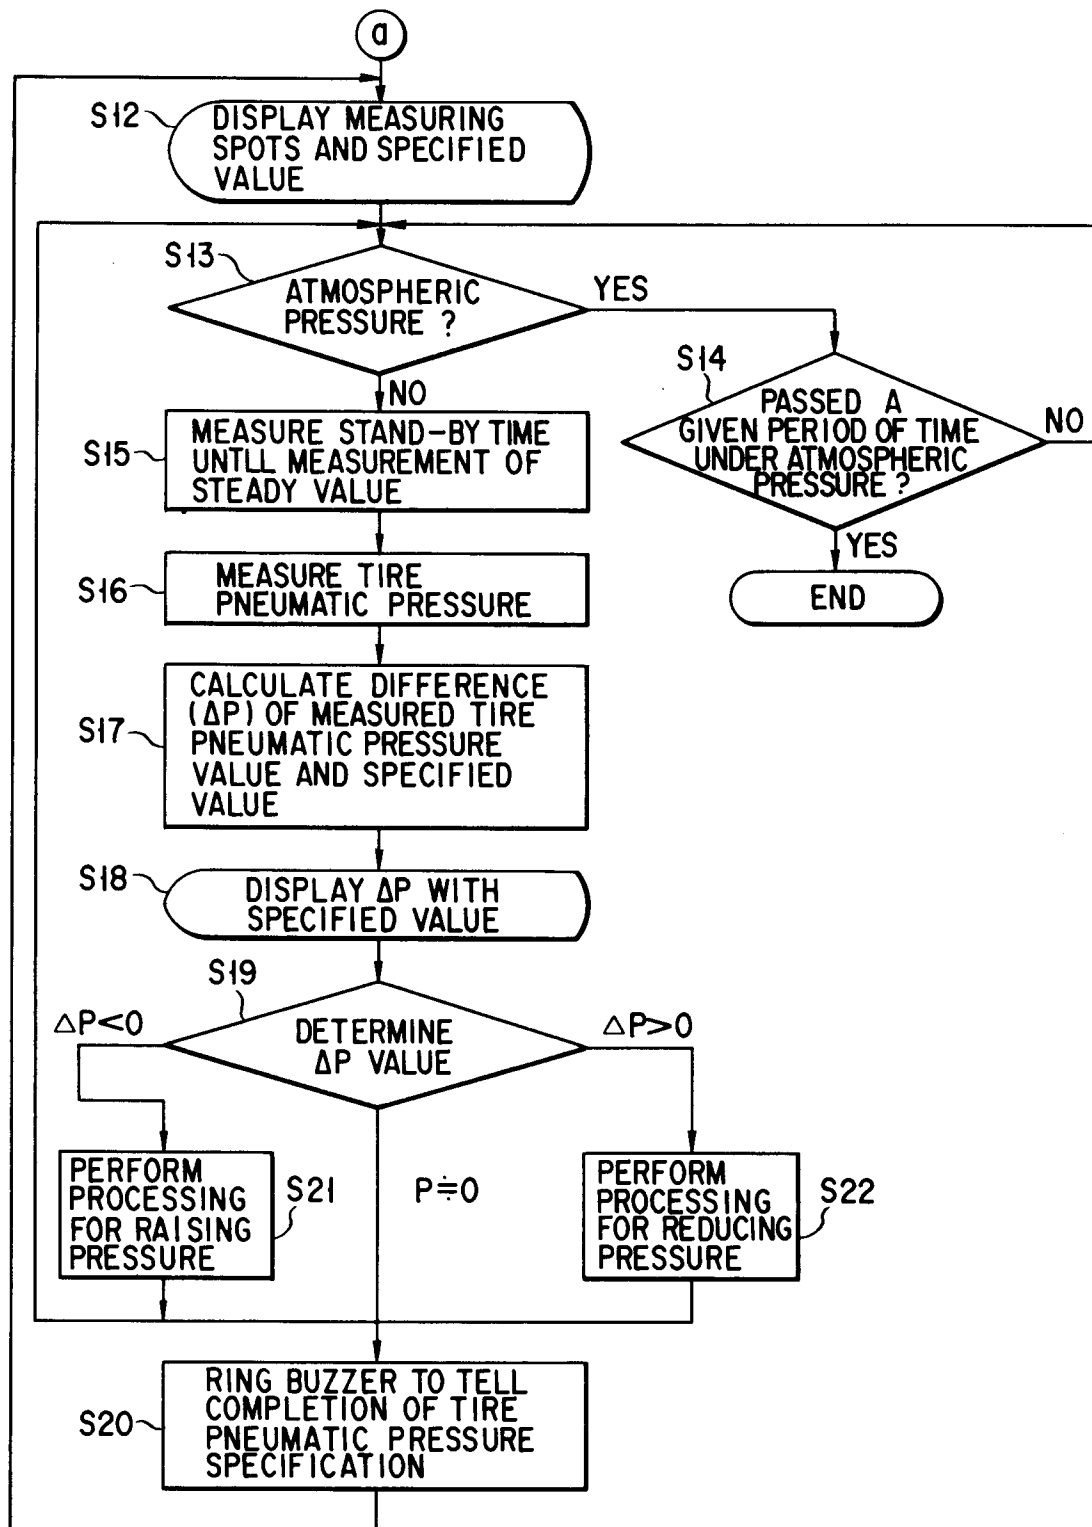 a
S12
DISPLAY MEASURING
SPOTS AND SPECIFIED
VALUE
S13
ATMOSPHERIC
PRESSURE ?
YES
NO
S14
PASSED A
GIVEN PERIOD OF TIME
UNDER ATMOSPHERIC
PRESSURE ?
NO
YES
END
S15
MEASURE STAND-BY TIME
UNTLL MEASUREMENT OF
STEADY VALUE
S16
MEASURE TIRE
PNEUMATIC PRESSURE
S17
CALCULATE DIFFERENCE
(ΔP) OF MEASURED TIRE
PNEUMATIC PRESSURE
VALUE AND SPECIFIED
VALUE
S18
DISPLAY ΔP WITH
SPECIFIED VALUE
S19
DETERMINE
ΔP VALUE
ΔP<0
ΔP>0
P≒0
PERFORM
PROCESSING
FOR RAISING
PRESSURE
S21
PERFORM
PROCESSING
FOR REDUCING
PRESSURE
S22
S20
RING BUZZER TO TELL
COMPLETION OF TIRE
PNEUMATIC PRESSURE
SPECIFICATION